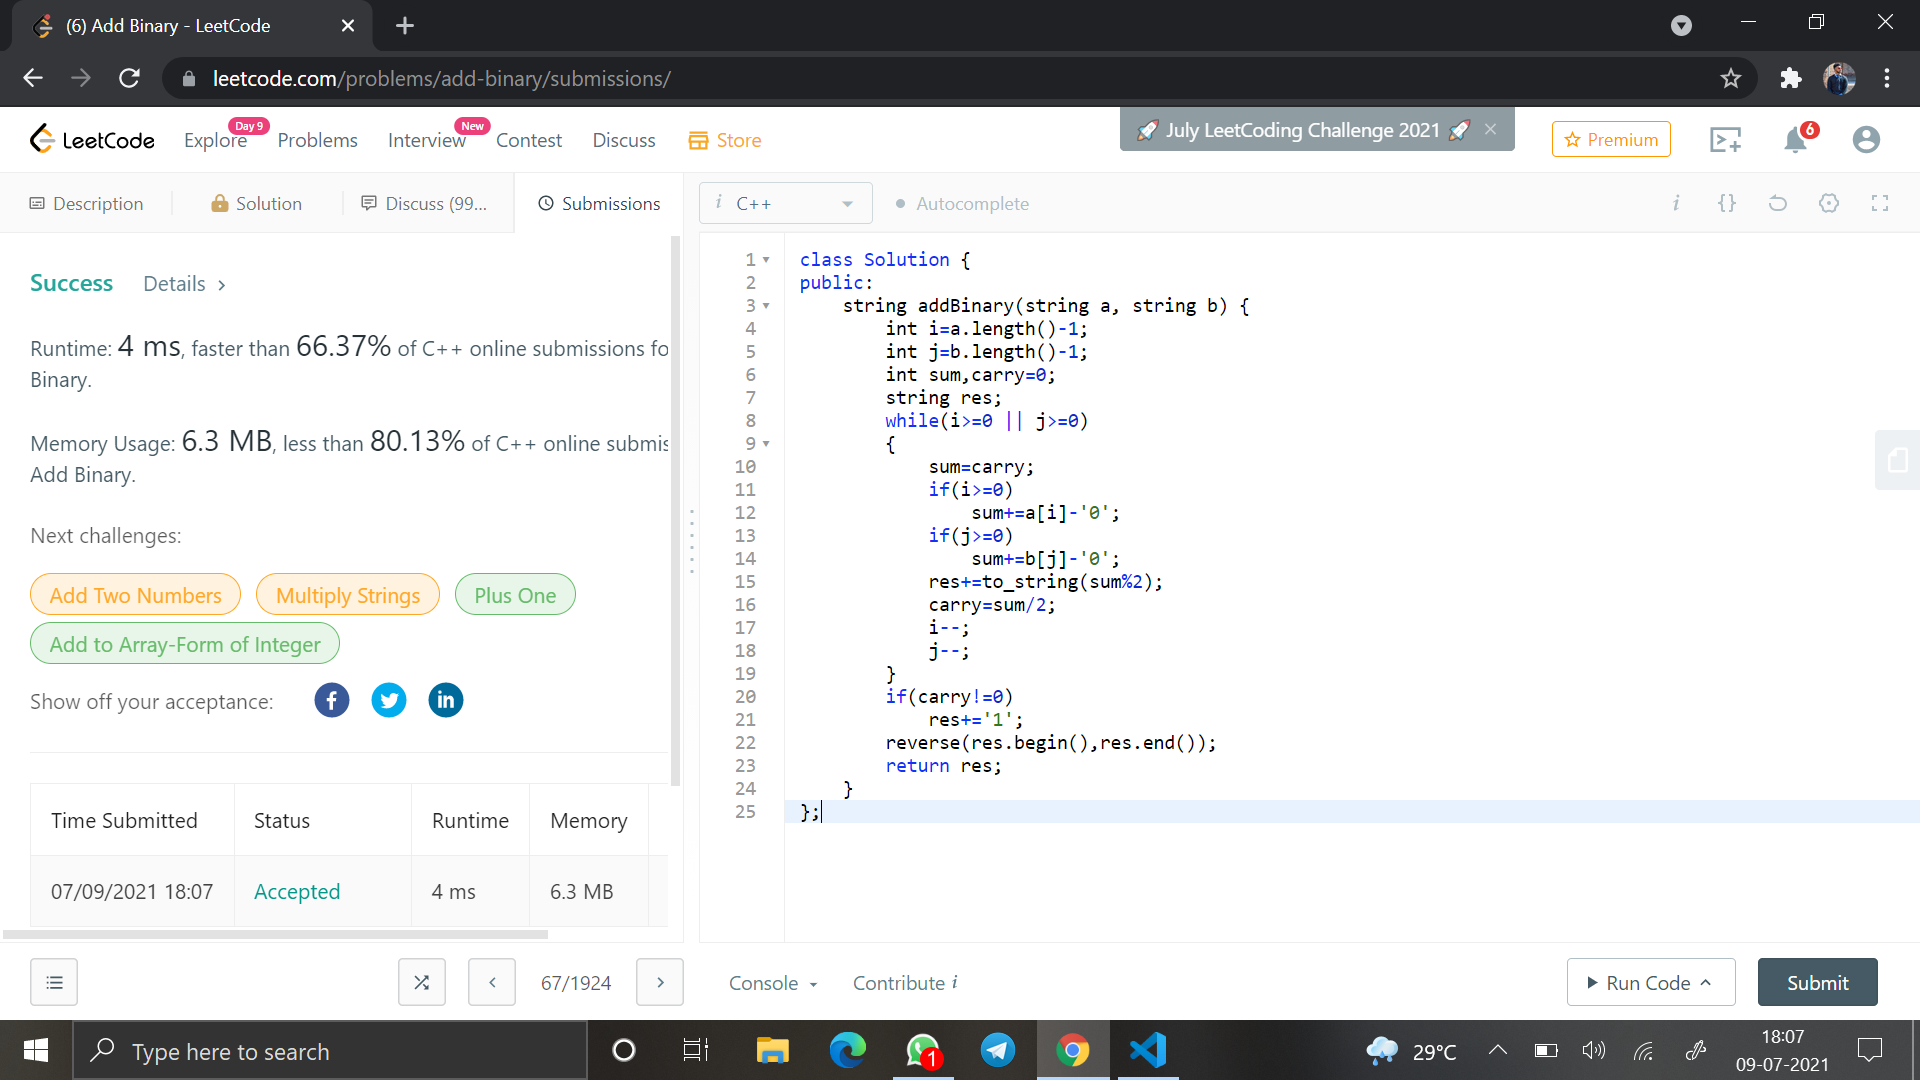 (6) Add Binary - LeetCode
leetcode.com/problems/add-binary/submissions/
LeetCode
Explore
Day 9
Problems
Interview
New
Contest
Discuss
Store
🚀 July LeetCoding Challenge 2021 🚀
Premium
6
Description
Solution
Discuss (99...
Submissions
i C++
Autocomplete
i {}
Success
Details >
Runtime: 4 ms, faster than 66.37% of C++ online submissions fo
Binary.
Memory Usage: 6.3 MB, less than 80.13% of C++ online submis
Add Binary.
Next challenges:
Add Two Numbers
Multiply Strings
Plus One
Add to Array-Form of Integer
Show off your acceptance:
f
in
Time Submitted Status Runtime Memory
07/09/2021 18:07 Accepted 4 ms 6.3 MB
1 class Solution {
2 public:
3     string addBinary(string a, string b) {
4         int i=a.length()-1;
5         int j=b.length()-1;
6         int sum,carry=0;
7         string res;
8         while(i>=0 || j>=0)
9         {
10             sum=carry;
11             if(i>=0)
12                 sum+=a[i]-'0';
13             if(j>=0)
14                 sum+=b[j]-'0';
15             res+=to_string(sum%2);
16             carry=sum/2;
17             i--;
18             j--;
19         }
20         if(carry!=0)
21             res+='1';
22         reverse(res.begin(),res.end());
23         return res;
24     }
25 };
67/1924
Console
Contribute i
Run Code
Submit
Type here to search
1
29°C
18:07
09-07-2021